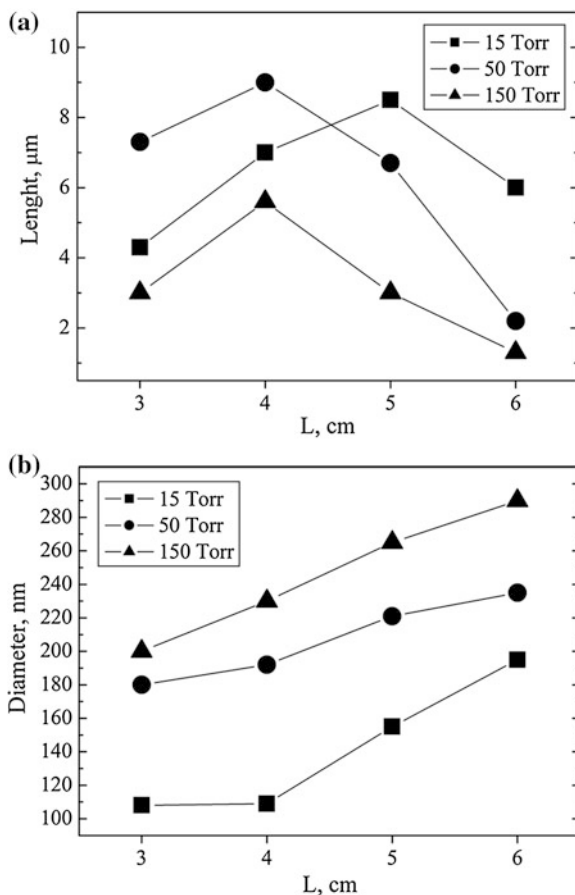 (a)
10
8
6
4
2
Lenght, μm
15 Torr
50 Torr
150 Torr
3 4 5 6
L, cm
(b)
300
280
260
240
220
200
180
160
140
120
100
Diameter, nm
15 Torr
50 Torr
150 Torr
3 4 5 6
L, cm